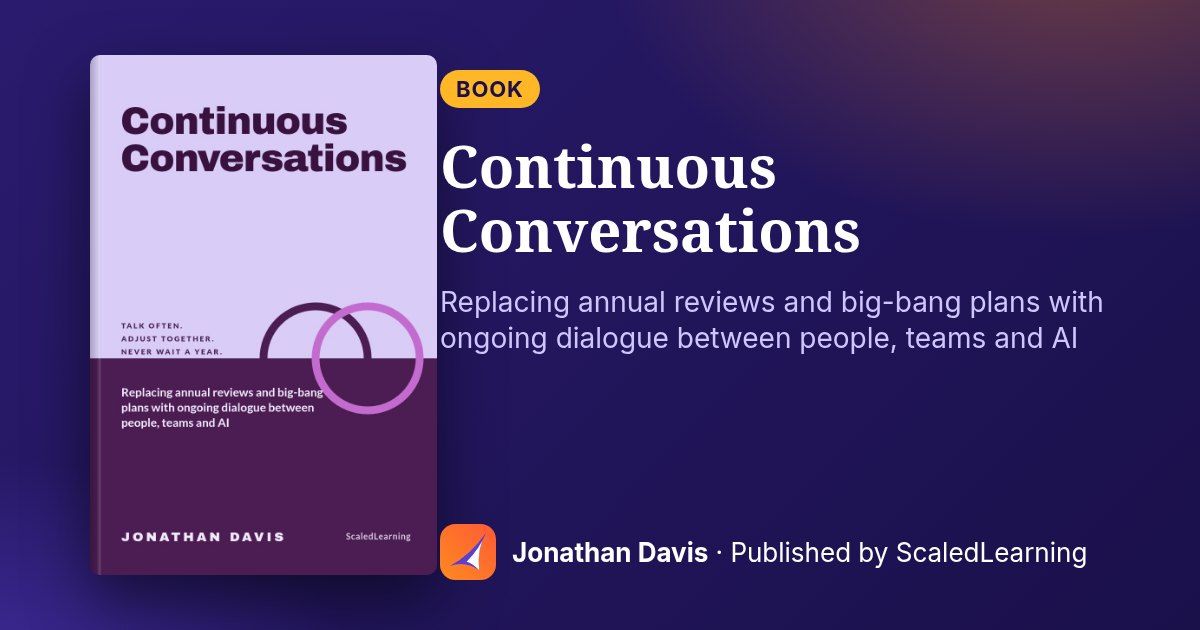 Continuous
Conversations
TALK OFTEN.
ADJUST TOGETHER.
NEVER WAIT A YEAR.
Replacing annual reviews and big-bang
plans with ongoing dialogue between
people, teams and AI
JONATHAN DAVIS
ScaledLearning
BOOK
Continuous
Conversations
Replacing annual reviews and big-bang plans with
ongoing dialogue between people, teams and AI
Jonathan Davis · Published by ScaledLearning